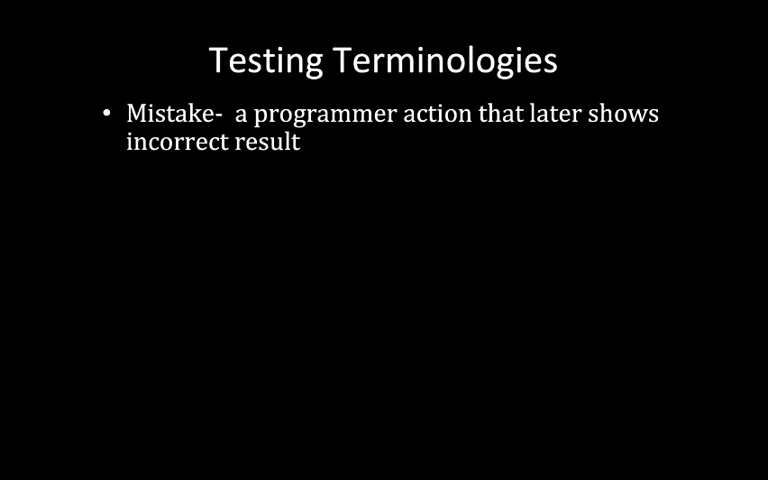 Testing Terminologies
• Mistake-  a programmer action that later shows
incorrect result